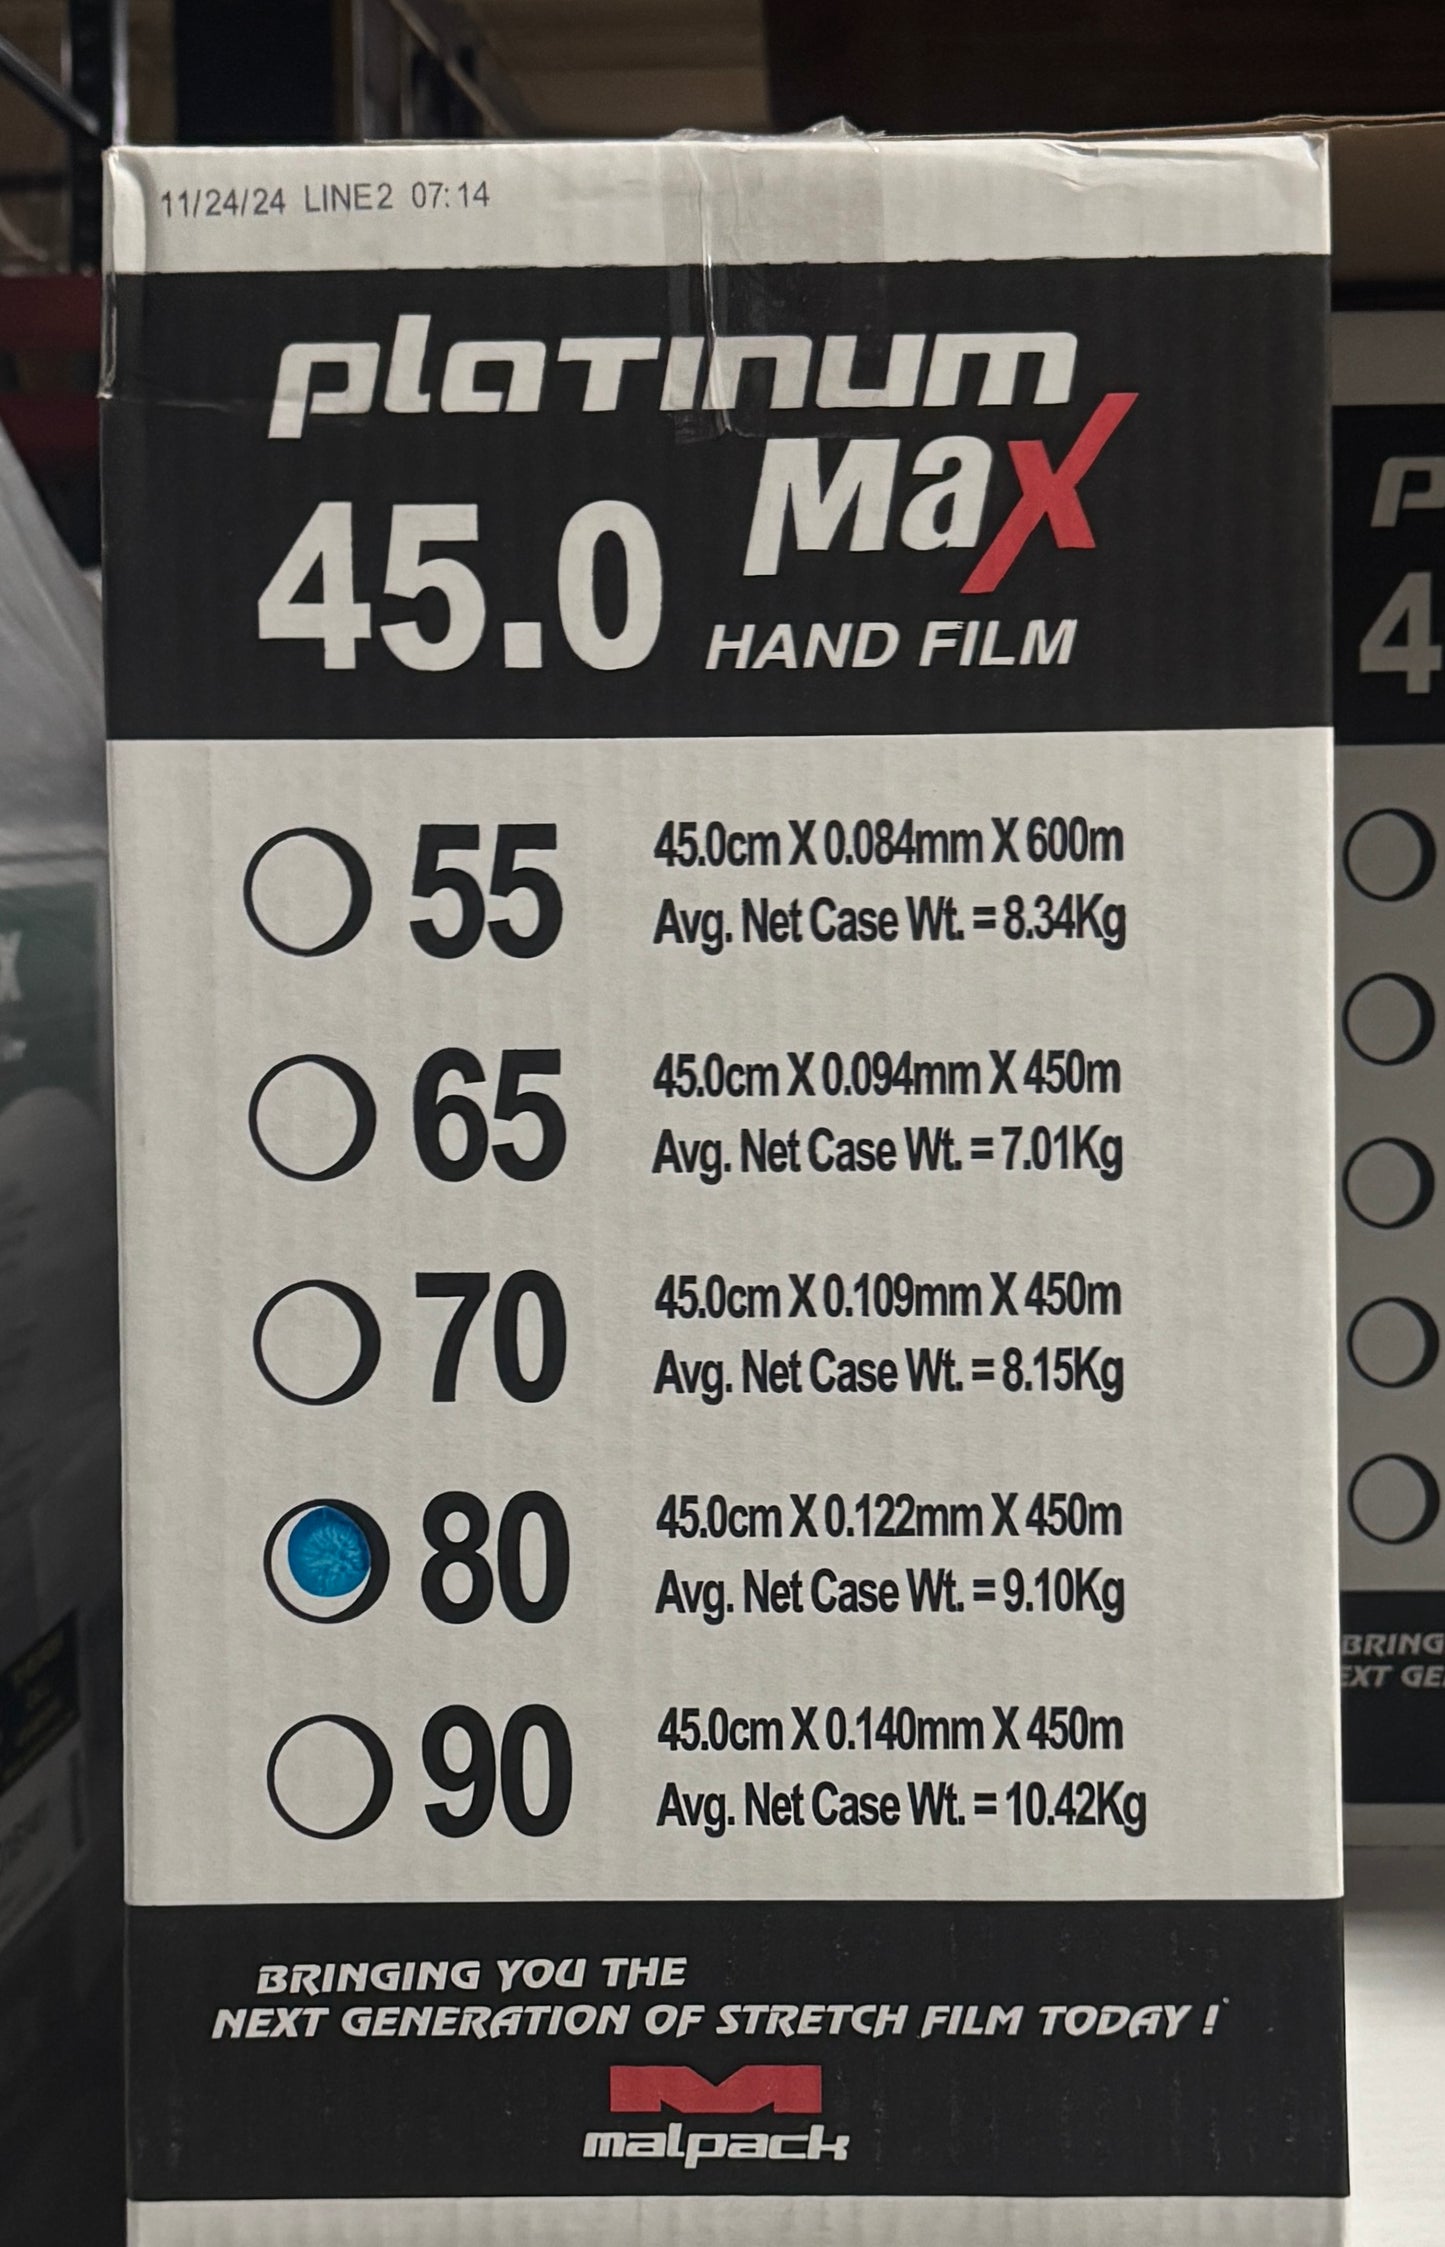 11/24/24 LINE2 07:14
PLATINUM
MAX
45.0
HAND FILM
55
45.0cm X 0.084mm X 600m
Avg. Net Case Wt. = 8.34Kg
65
45.0cm X 0.094mm X 450m
Avg. Net Case Wt. = 7.01Kg
70
45.0cm X 0.109mm X 450m
Avg. Net Case Wt. = 8.15Kg
80
45.0cm X 0.122mm X 450m
Avg. Net Case Wt. = 9.10Kg
90
45.0cm X 0.140mm X 450m
Avg. Net Case Wt. = 10.42Kg
BRINGING YOU THE
NEXT GENERATION OF STRETCH FILM TODAY !
malpack
P
4
BRING
EXT GE